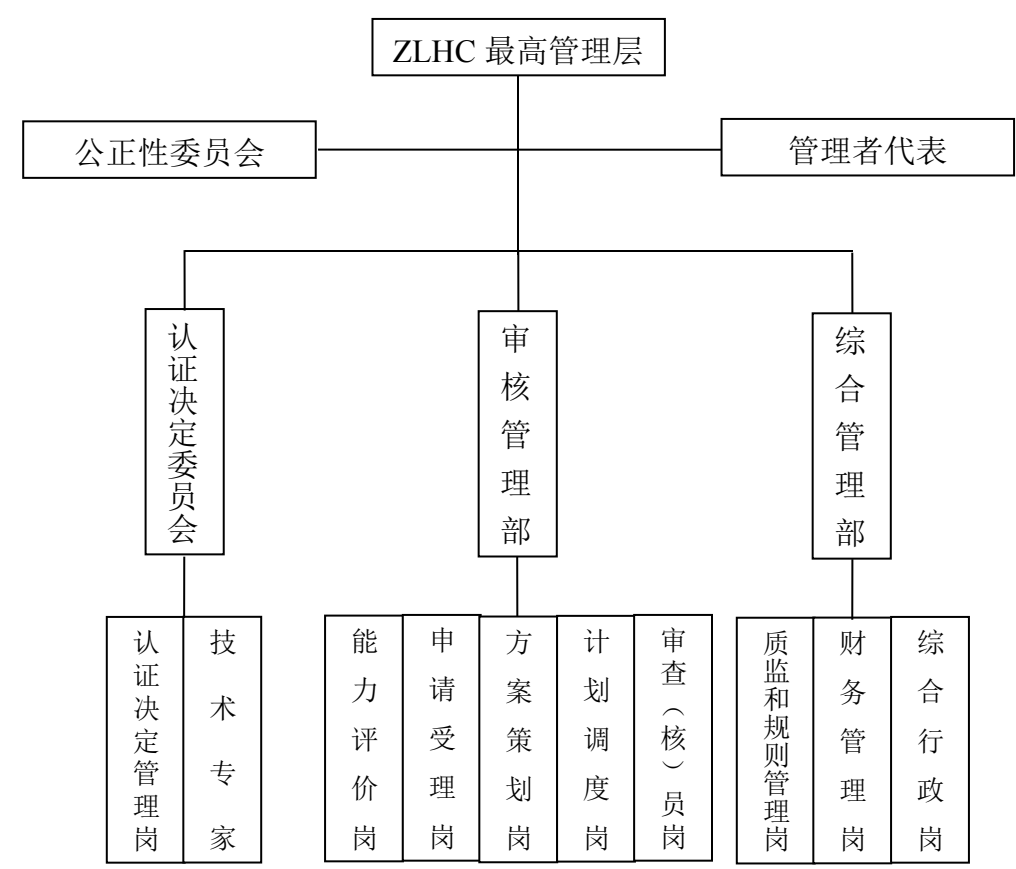 ZLHC 最高管理层
公正性委员会
管理者代表
认证决定委员会
审核管理部
综合管理部
认证决定管理岗
技术专家
能力评价岗
申请受理岗
方案策划岗
计划调度岗
审查（核）员岗
质监和规则管理岗
财务管理岗
综合行政岗